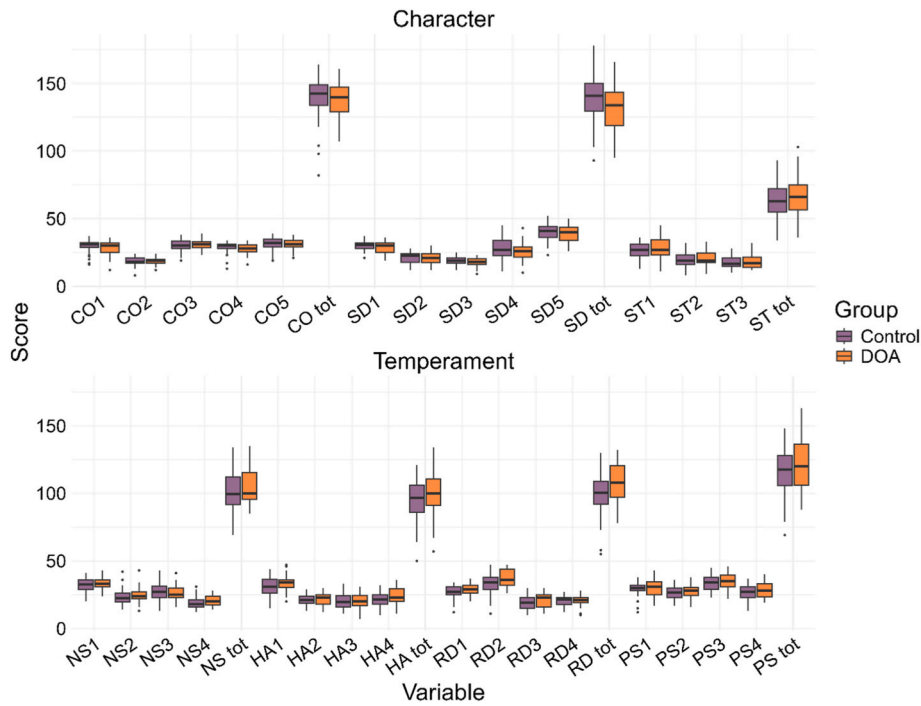 Character
150
100
50
0
CO1 CO2 CO3 CO4 CO5 CO tot SD1 SD2 SD3 SD4 SD5 SD tot ST1 ST2 ST3 ST tot
Score
Group
Control
DOA
Temperament
150
100
50
0
NS1 NS2 NS3 NS4 NS tot HA1 HA2 HA3 HA4 HA tot RD1 RD2 RD3 RD4 RD tot PS1 PS2 PS3 PS4 PS tot
Variable